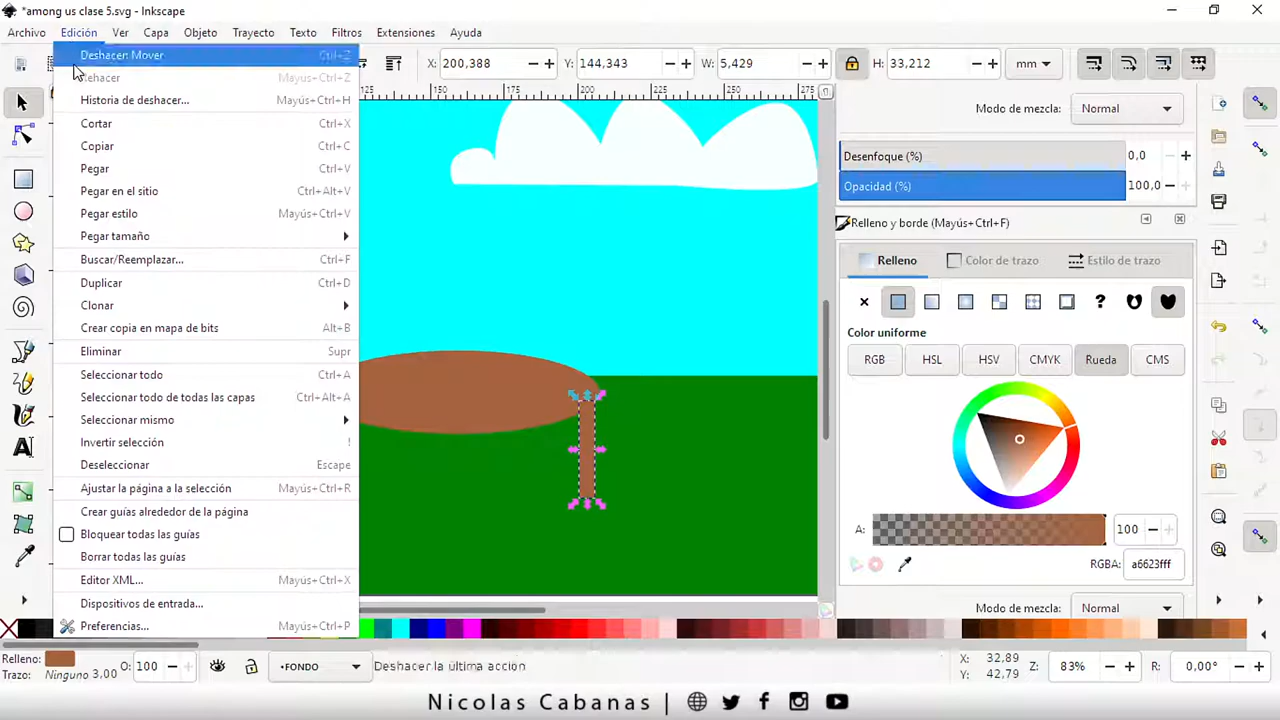 *among us clase 5.svg - Inkscape
Archivo Edición Ver Capa Objeto Trayecto Texto Filtros Extensiones Ayuda
X: 200,388 Y: 144,343 W: 5,429 H: 33,212 mm
Deshacer: Mover Ctrl+Z
Rehacer Mayus+Ctrl+Z
Historia de deshacer... Mayús+Ctrl+H
Cortar Ctrl+X
Copiar Ctrl+C
Pegar Ctrl+V
Pegar en el sitio Ctrl+Alt+V
Pegar estilo Mayús+Ctrl+V
Pegar tamaño
Buscar/Reemplazar... Ctrl+F
Duplicar Ctrl+D
Clonar
Crear copia en mapa de bits Alt+B
Eliminar Supr
Seleccionar todo Ctrl+A
Seleccionar todo de todas las capas Ctrl+Alt+A
Seleccionar mismo
Invertir selección !
Deseleccionar Escape
Ajustar la página a la selección Mayús+Ctrl+R
Crear guías alrededor de la página
Bloquear todas las guías
Borrar todas las guías
Editor XML... Mayús+Ctrl+X
Dispositivos de entrada...
Preferencias... Mayús+Ctrl+P
125 150 175 200 225 250 275
Modo de mezcla: Normal
Desenfoque (%) 0,0
Opacidad (%) 100,0
Relleno y borde (Mayús+Ctrl+F)
Relleno Color de trazo Estilo de trazo
?
Color uniforme
RGB HSL HSV CMYK Rueda CMS
A: 100
RGBA: a6623fff
Modo de mezcla: Normal
Relleno:
Trazo: Ninguno 3,00
O: 100
•FONDO
Deshacer la última acción
X: 32,89
Y: 42,79
Z: 83%
R: 0,00°
Nicolas Cabanas |